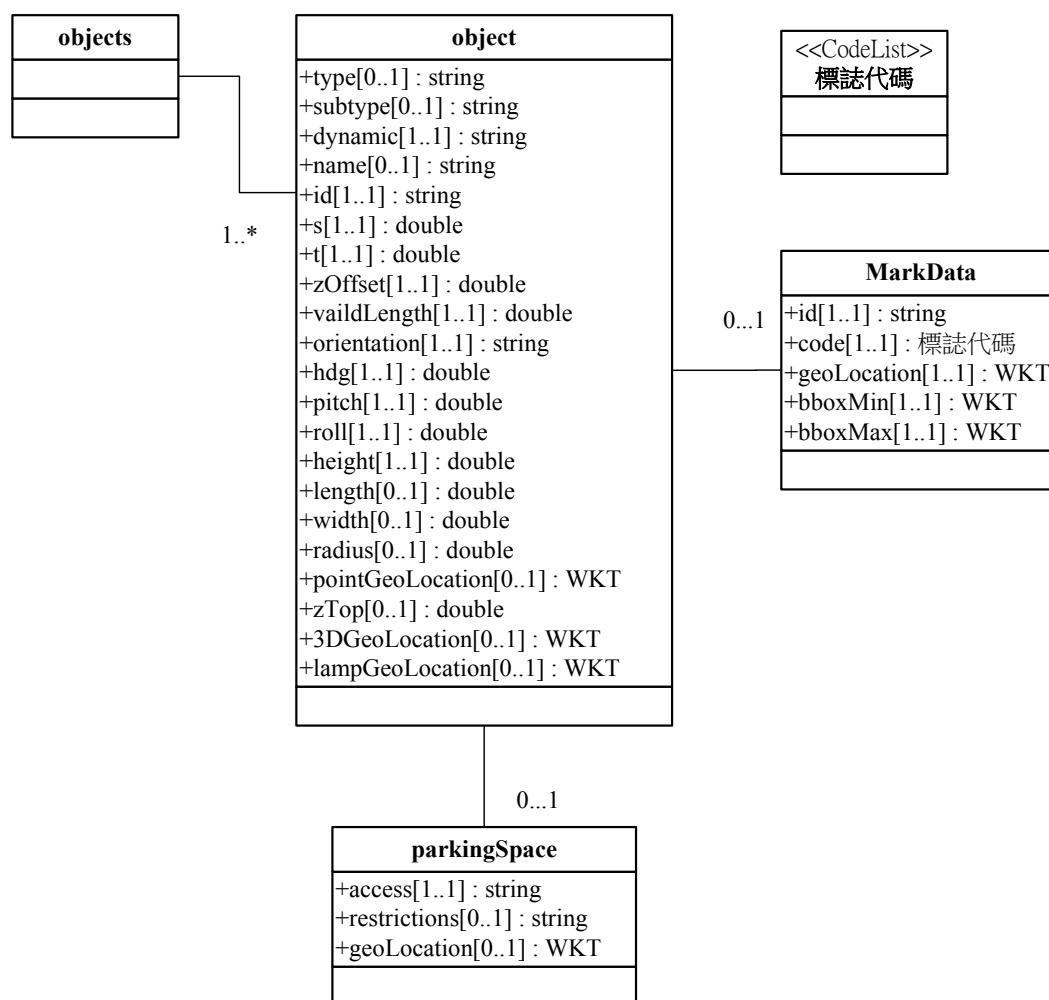 objects
1..*
object
+type[0..1] : string
+subtype[0..1] : string
+dynamic[1..1] : string
+name[0..1] : string
+id[1..1] : string
+s[1..1] : double
+t[1..1] : double
+zOffset[1..1] : double
+vaildLength[1..1] : double
+orientation[1..1] : string
+hdg[1..1] : double
+pitch[1..1] : double
+roll[1..1] : double
+height[1..1] : double
+length[0..1] : double
+width[0..1] : double
+radius[0..1] : double
+pointGeoLocation[0..1] : WKT
+zTop[0..1] : double
+3DGeoLocation[0..1] : WKT
+lampGeoLocation[0..1] : WKT
<<CodeList>>
標誌代碼
0...1
MarkData
+id[1..1] : string
+code[1..1] : 標誌代碼
+geoLocation[1..1] : WKT
+bboxMin[1..1] : WKT
+bboxMax[1..1] : WKT
0...1
parkingSpace
+access[1..1] : string
+restrictions[0..1] : string
+geoLocation[0..1] : WKT